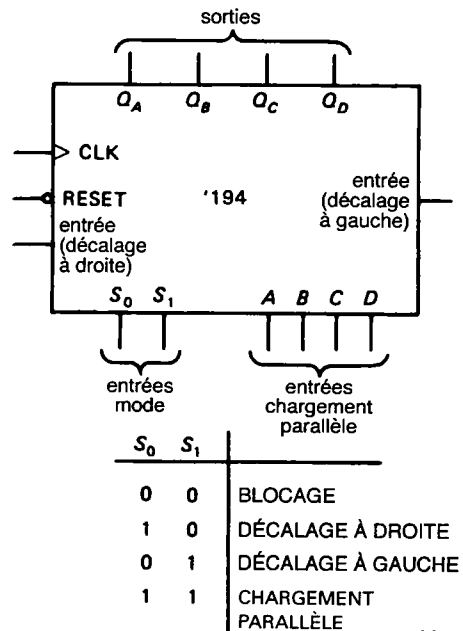 sorties
Q_A Q_B Q_C Q_D
CLK
RESET '194
entrée
(décalage
à droite)
entrée
(décalage
à gauche)
S_0 S_1 A B C D
entrées
mode
entrées
chargement
parallèle
S_0 S_1
0 0 BLOCAGE
1 0 DÉCALAGE À DROITE
0 1 DÉCALAGE À GAUCHE
1 1 CHARGEMENT
PARALLÈLE